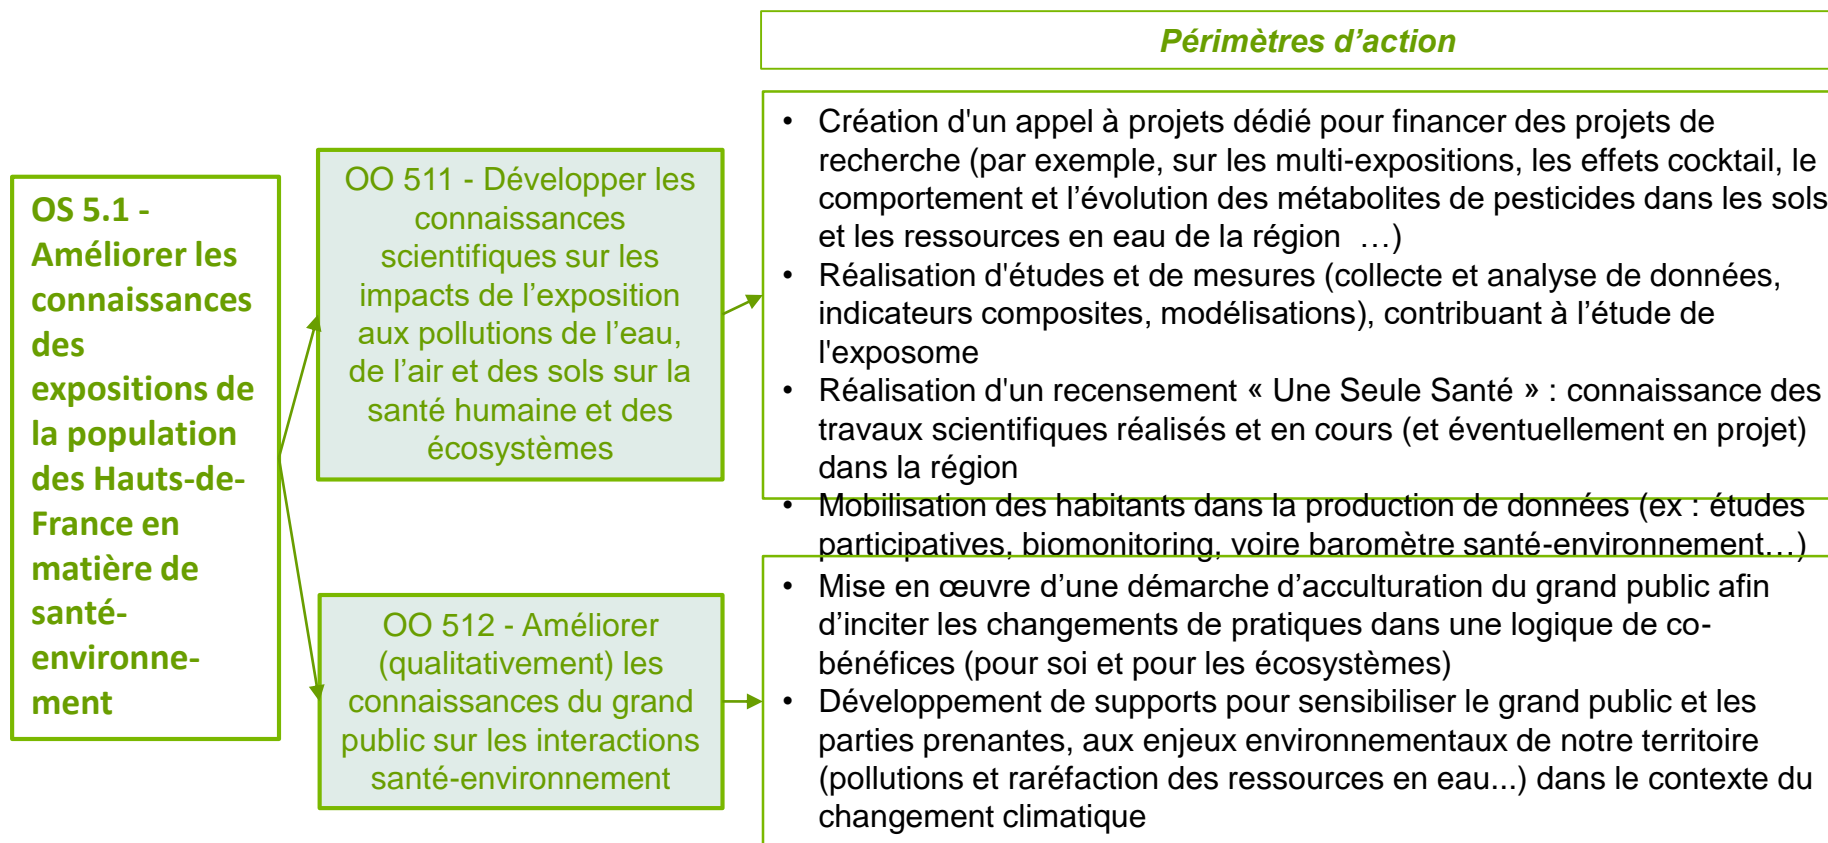 Périmètres d’action
OS 5.1 -
Améliorer les
connaissances
des
expositions de
la population
des Hauts-de-
France en
matière de
santé-
environne-
ment
OO 511 - Développer les
connaissances
scientifiques sur les
impacts de l’exposition
aux pollutions de l’eau,
de l’air et des sols sur la
santé humaine et des
écosystèmes
• Création d'un appel à projets dédié pour financer des projets de
recherche (par exemple, sur les multi-expositions, les effets cocktail, le
comportement et l’évolution des métabolites de pesticides dans les sols
et les ressources en eau de la région …)
• Réalisation d'études et de mesures (collecte et analyse de données,
indicateurs composites, modélisations), contribuant à l’étude de
l'exposome
• Réalisation d'un recensement « Une Seule Santé » : connaissance des
travaux scientifiques réalisés et en cours (et éventuellement en projet)
dans la région
• Mobilisation des habitants dans la production de données (ex : études
participatives, biomonitoring, voire baromètre santé-environnement…)
OO 512 - Améliorer
(qualitativement) les
connaissances du grand
public sur les interactions
santé-environnement
• Mise en œuvre d’une démarche d’acculturation du grand public afin
d’inciter les changements de pratiques dans une logique de co-
bénéfices (pour soi et pour les écosystèmes)
• Développement de supports pour sensibiliser le grand public et les
parties prenantes, aux enjeux environnementaux de notre territoire
(pollutions et raréfaction des ressources en eau...) dans le contexte du
changement climatique